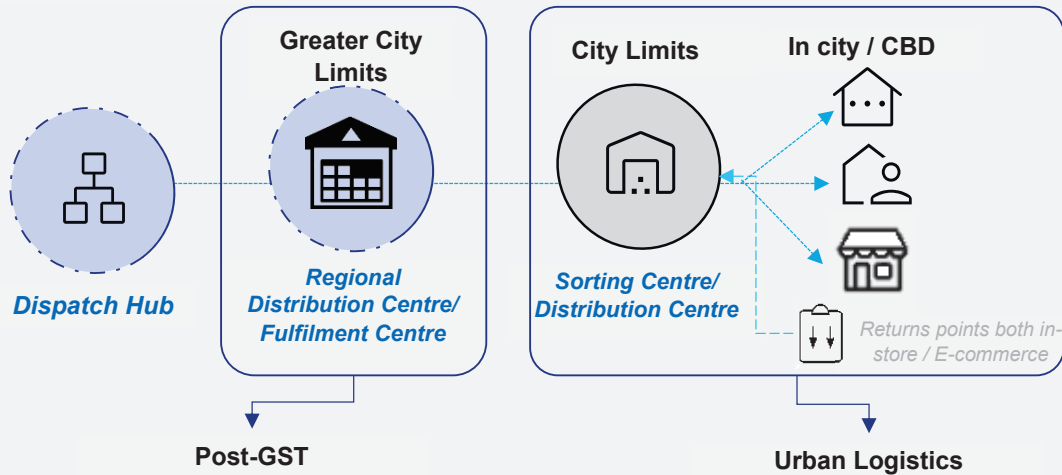 Greater City
Limits
City Limits
In city / CBD
Dispatch Hub
Regional
Distribution Centre/
Fulfilment Centre
Sorting Centre/
Distribution Centre
Returns points both in-
store / E-commerce
Post-GST
Urban Logistics